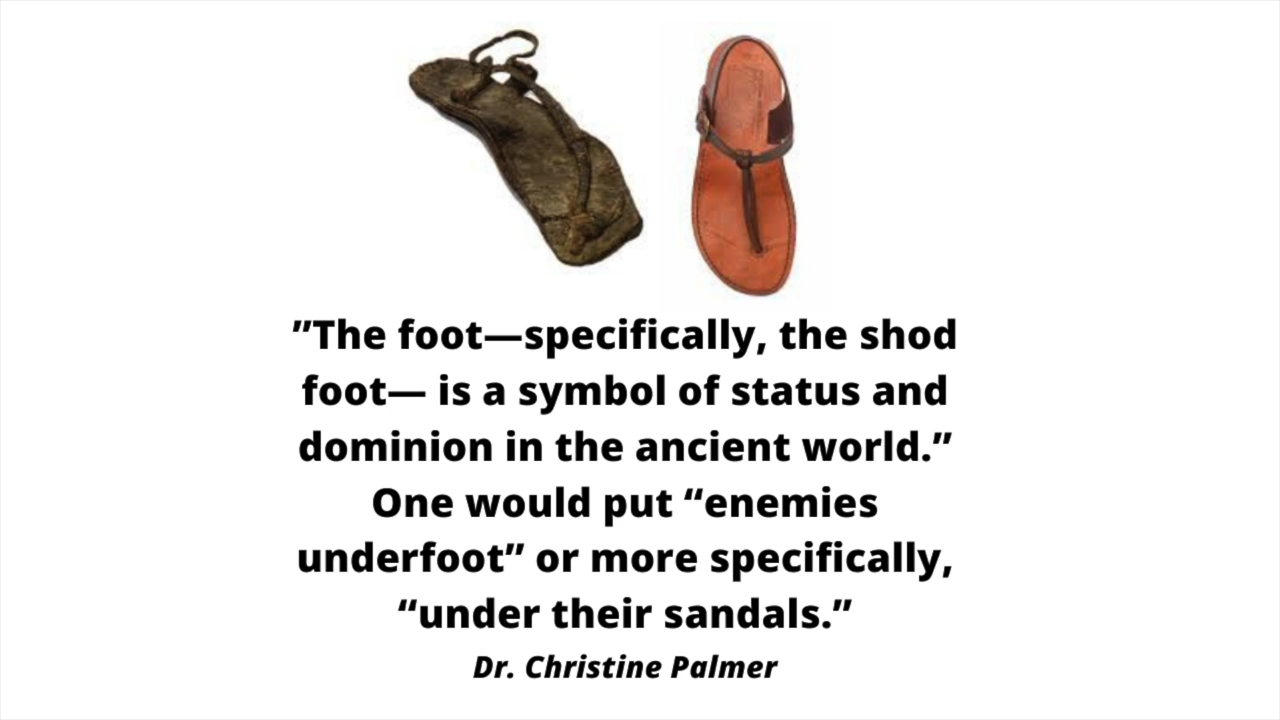 ”The foot—specifically, the shod
foot— is a symbol of status and
dominion in the ancient world.”
One would put “enemies
underfoot” or more specifically,
“under their sandals.”
Dr. Christine Palmer